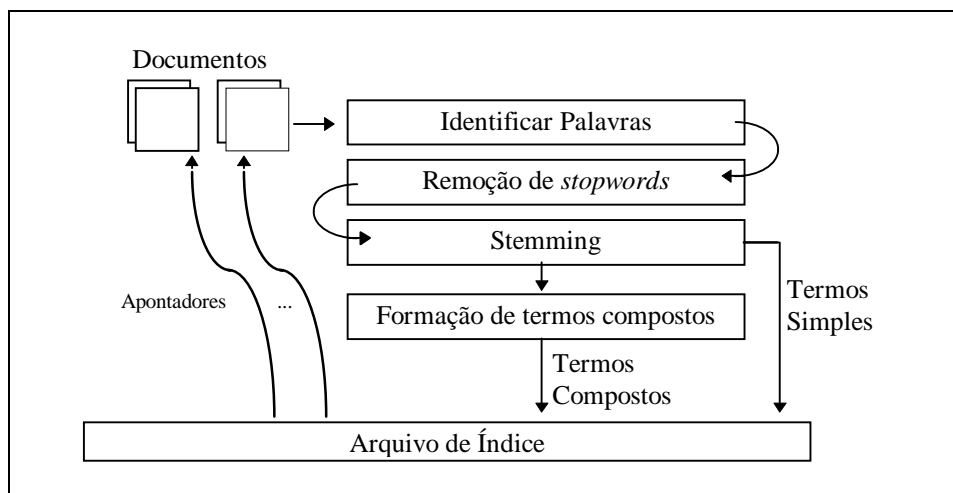 Documentos
Identificar Palavras
Remoção de stopwords
Stemming
Formação de termos compostos
Termos
Simples
Termos
Compostos
Apontadores
...
Arquivo de Índice